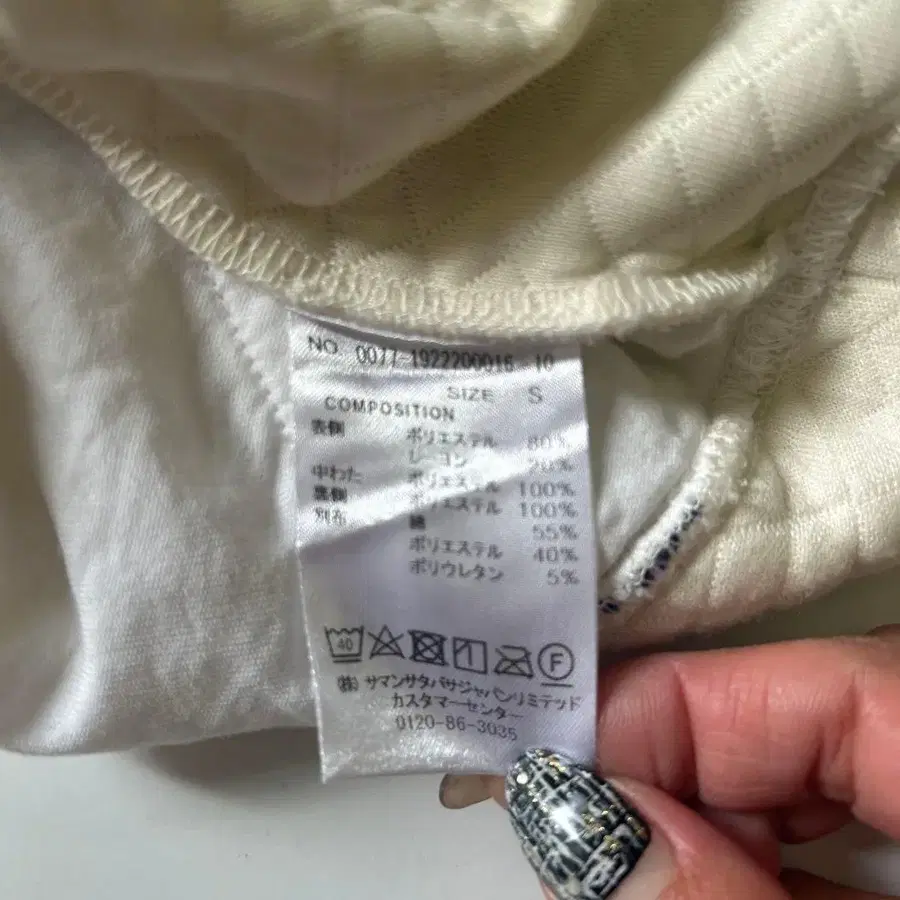 NO. 0077-1922200016-10
SIZE S
COMPOSITION
表側 ポリエステル 80%
レーヨン 20%
中わた ポリエステル 100%
裏側 ポリエステル 100%
別布 綿 55%
ポリエステル 40%
ポリウレタン 5%
40 F
㈱ サマンサタバサジャパンリミテッド
カスタマーセンター
0120-86-3035